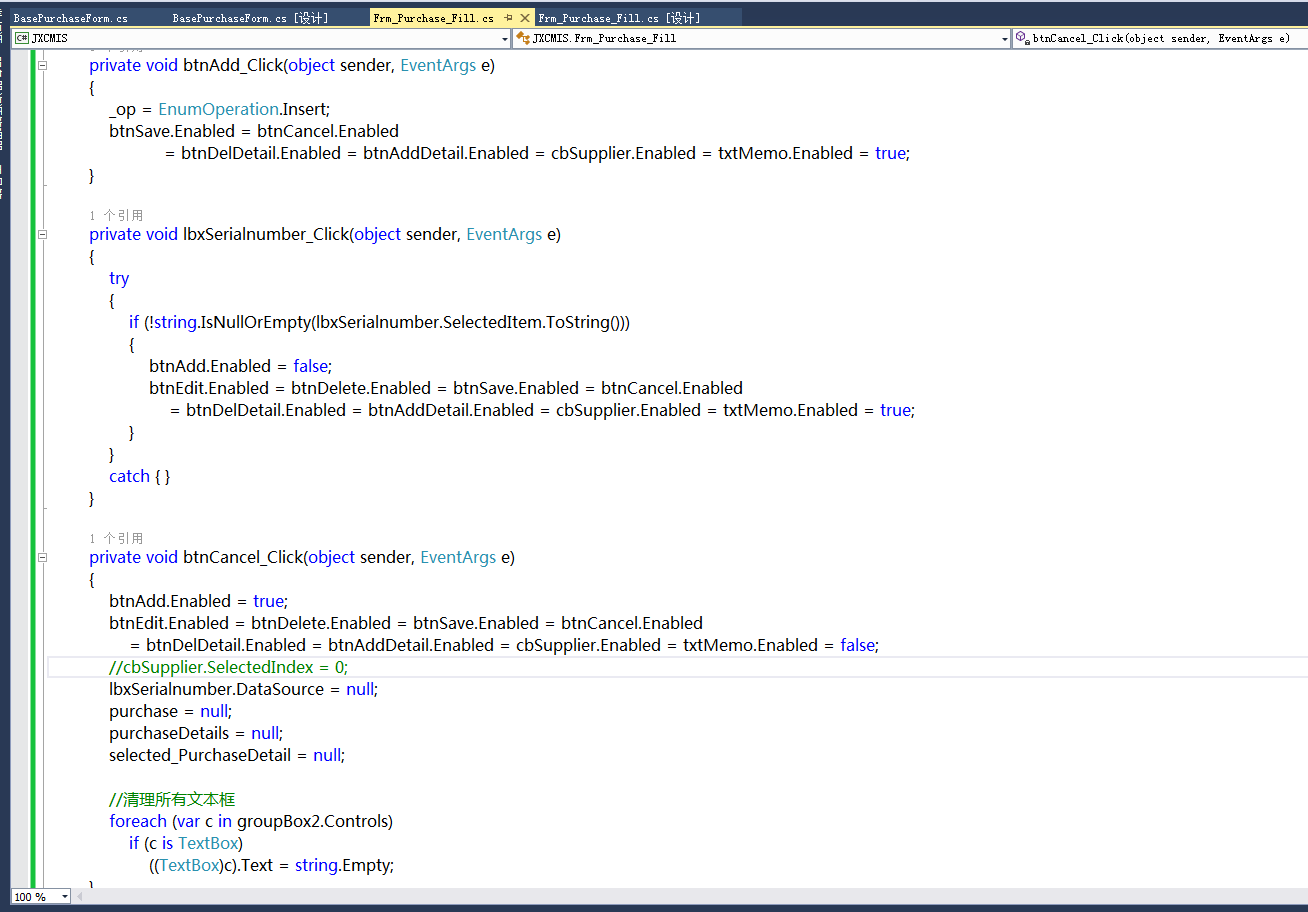 BasePurchaseForm.cs BasePurchaseForm.cs [设计] Frm_Purchase_Fill.cs Frm_Purchase_Fill.cs [设计]
C# JXCMIS JXCMIS.Frm_Purchase_Fill btnCancel_Click(object sender, EventArgs e)
private void btnAdd_Click(object sender, EventArgs e)
{
_op = EnumOperation.Insert;
btnSave.Enabled = btnCancel.Enabled
= btnDelDetail.Enabled = btnAddDetail.Enabled = cbSupplier.Enabled = txtMemo.Enabled = true;
}
1 个引用
private void lbxSerialnumber_Click(object sender, EventArgs e)
{
try
{
if (!string.IsNullOrEmpty(lbxSerialnumber.SelectedItem.ToString()))
{
btnAdd.Enabled = false;
btnEdit.Enabled = btnDelete.Enabled = btnSave.Enabled = btnCancel.Enabled
= btnDelDetail.Enabled = btnAddDetail.Enabled = cbSupplier.Enabled = txtMemo.Enabled = true;
}
}
catch { }
}
1 个引用
private void btnCancel_Click(object sender, EventArgs e)
{
btnAdd.Enabled = true;
btnEdit.Enabled = btnDelete.Enabled = btnSave.Enabled = btnCancel.Enabled
= btnDelDetail.Enabled = btnAddDetail.Enabled = cbSupplier.Enabled = txtMemo.Enabled = false;
//cbSupplier.SelectedIndex = 0;
lbxSerialnumber.DataSource = null;
purchase = null;
purchaseDetails = null;
selected_PurchaseDetail = null;
//清理所有文本框
foreach (var c in groupBox2.Controls)
if (c is TextBox)
((TextBox)c).Text = string.Empty;
}
100 %